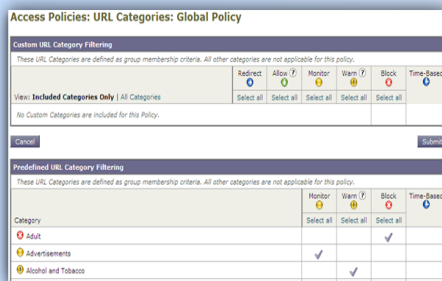 Access Policies: URL Categories: Global Policy
Custom URL Category Filtering
These URL Categories are defined as group membership criteria. All other categories are not applicable for this policy.
Redirect Allow ? Monitor Warn ? Block Time-Based
View: Included Categories Only | All Categories Select all Select all Select all Select all Select all
No Custom Categories are included for this Policy.
Cancel Submit
Predefined URL Category Filtering
These URL Categories are defined as group membership criteria. All other categories are not applicable for this policy.
Monitor Warn ? Block Time-Based
Category Select all Select all Select all
Adult
Advertisements
Alcohol and Tobacco